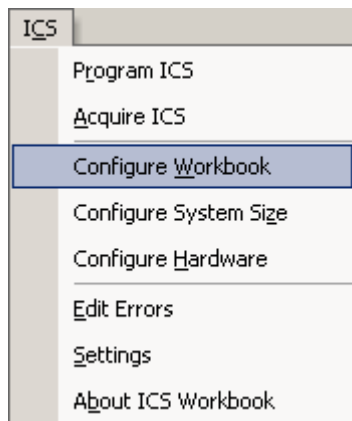 ICS
Program ICS
Acquire ICS
Configure Workbook
Configure System Size
Configure Hardware
Edit Errors
Settings
About ICS Workbook